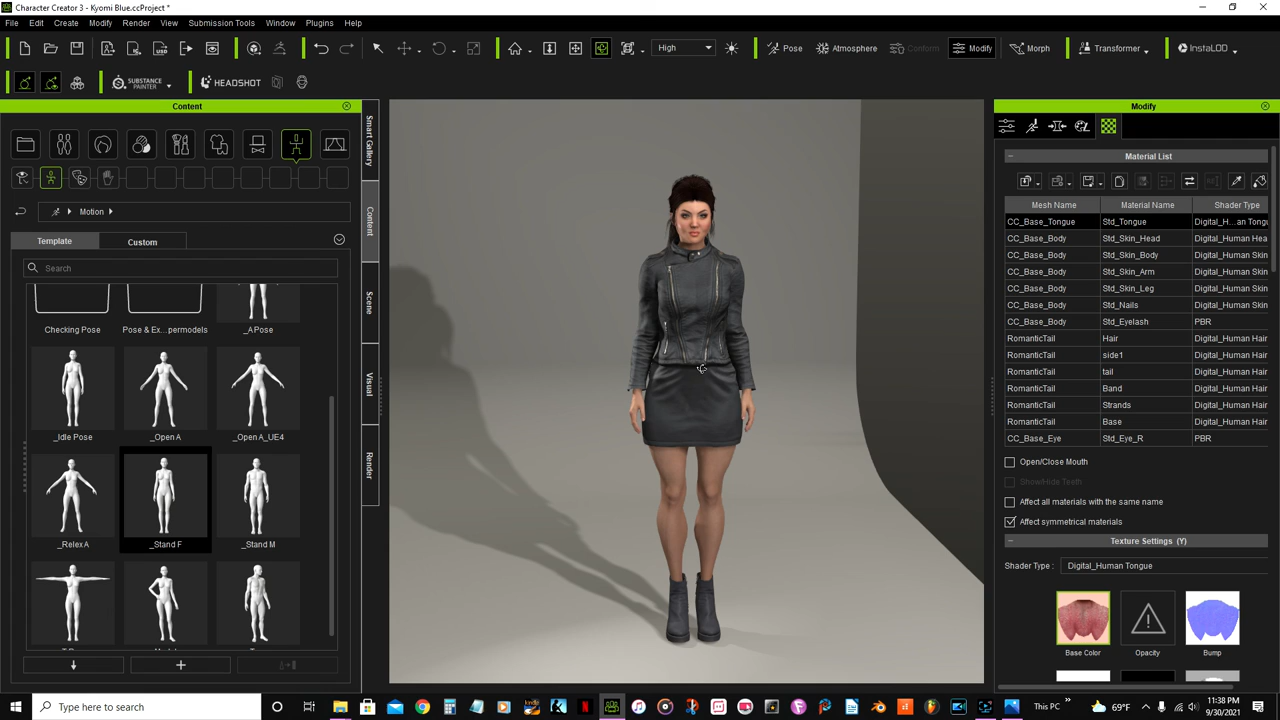 Character Creator 3 - Kyomi Blue.ccProject *
File Edit Create Modify Render Script Submission Tools Window Plugins Help
High Pose Atmosphere Conform Modify Morph Transformer InstaLOD
SUBSTANCE PAINTER HEADSHOT
Content
Motion
Template Custom
Search
Checking Pose Pose & Ex...permodels _A Pose
_Idle Pose _Open A _Open A_UE4
_Relex A _Stand F _Stand M
Smart Gallery
Content
Scene
Visual
Render
Modify
Material List
Mesh Name Material Name Shader Type
CC_Base_Tongue Std_Tongue Digital_H...an Tongu
CC_Base_Body Std_Skin_Head Digital_Human Hea
CC_Base_Body Std_Skin_Body Digital_Human Skin
CC_Base_Body Std_Skin_Arm Digital_Human Skin
CC_Base_Body Std_Skin_Leg Digital_Human Skin
CC_Base_Body Std_Nails Digital_Human Skin
CC_Base_Body Std_Eyelash PBR
RomanticTail Hair Digital_Human Hair
RomanticTail side1 Digital_Human Hair
RomanticTail tail Digital_Human Hair
RomanticTail Band Digital_Human Hair
RomanticTail Strands Digital_Human Hair
RomanticTail Base Digital_Human Hair
CC_Base_Eye Std_Eye_R PBR
Open/Close Mouth
Show/Hide Teeth
Affect all materials with the same name
Affect symmetrical materials
Texture Settings (Y)
Shader Type : Digital_Human Tongue
Base Color Opacity Bump
Type here to search
This PC
69°F
11:38 PM
9/30/2021